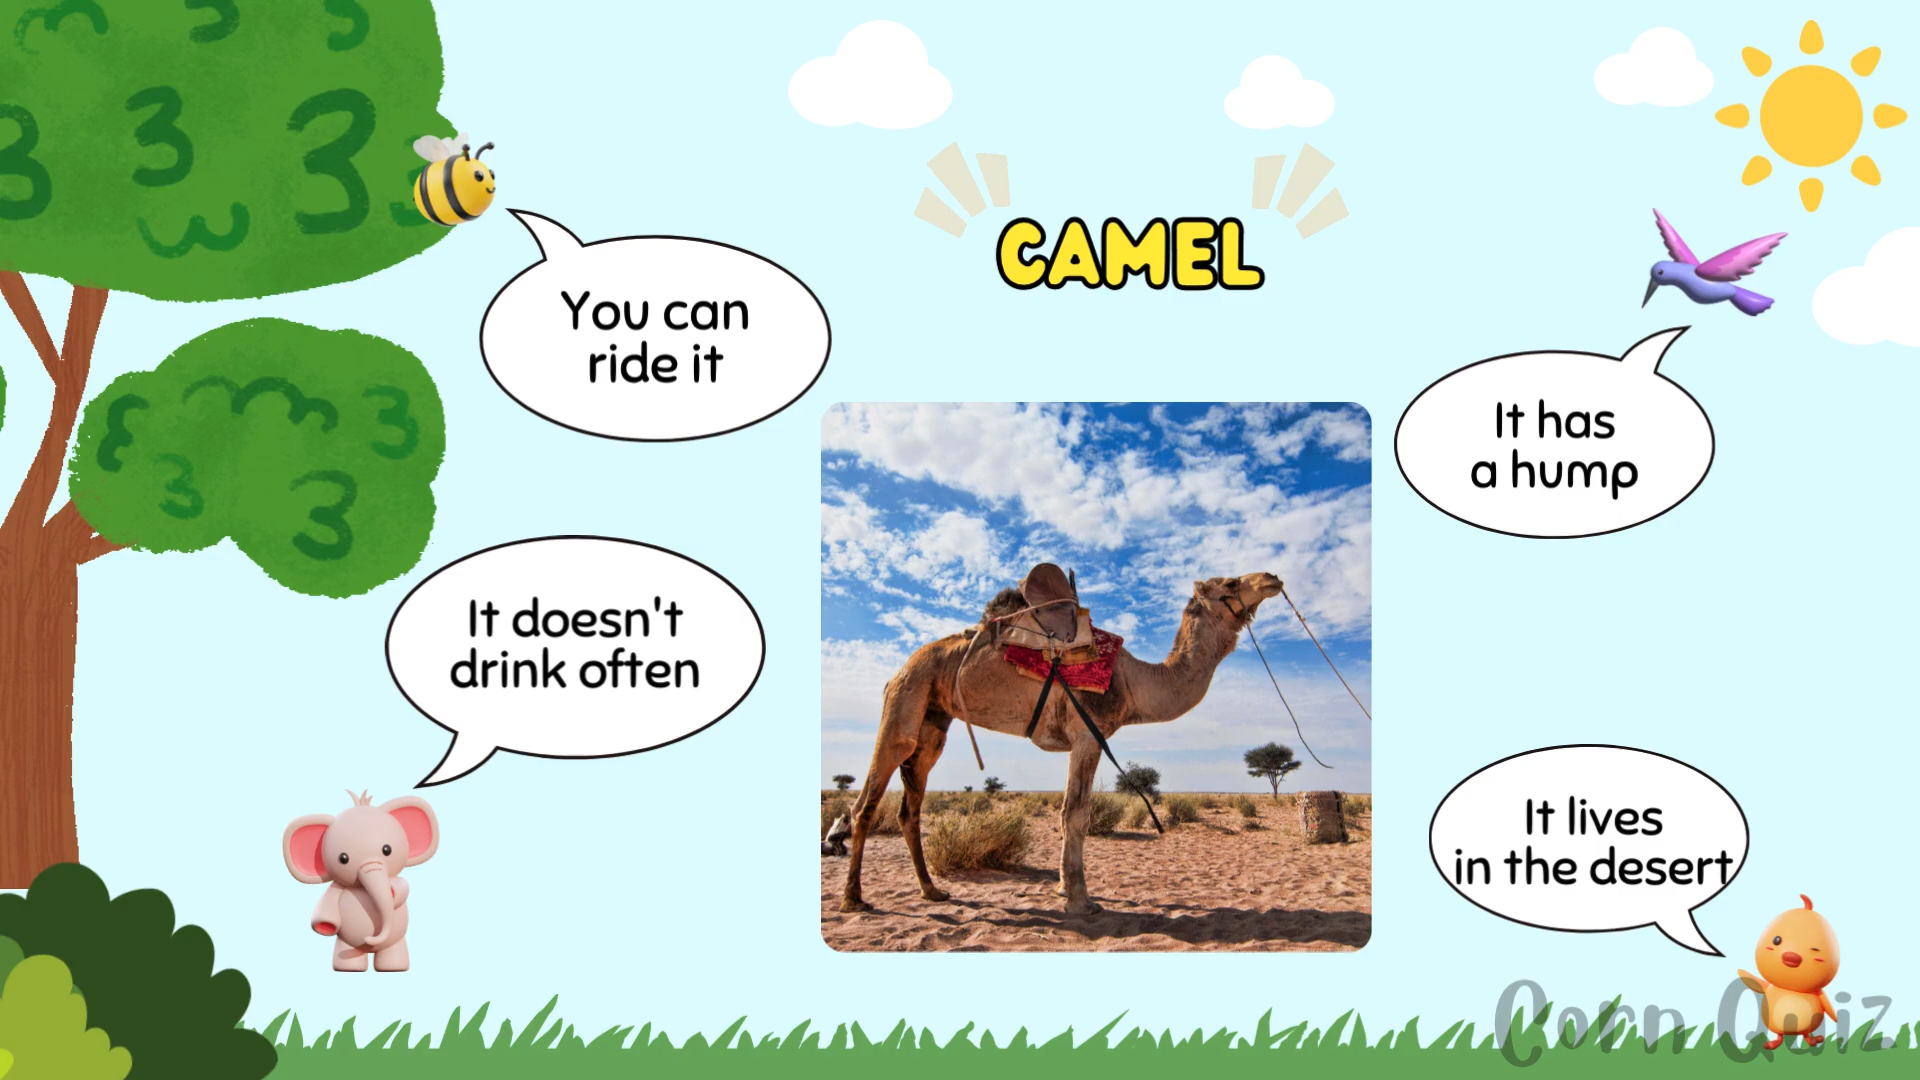 CAMEL
You can
ride it
It has
a hump
It doesn't
drink often
It lives
in the desert
Corn Quiz